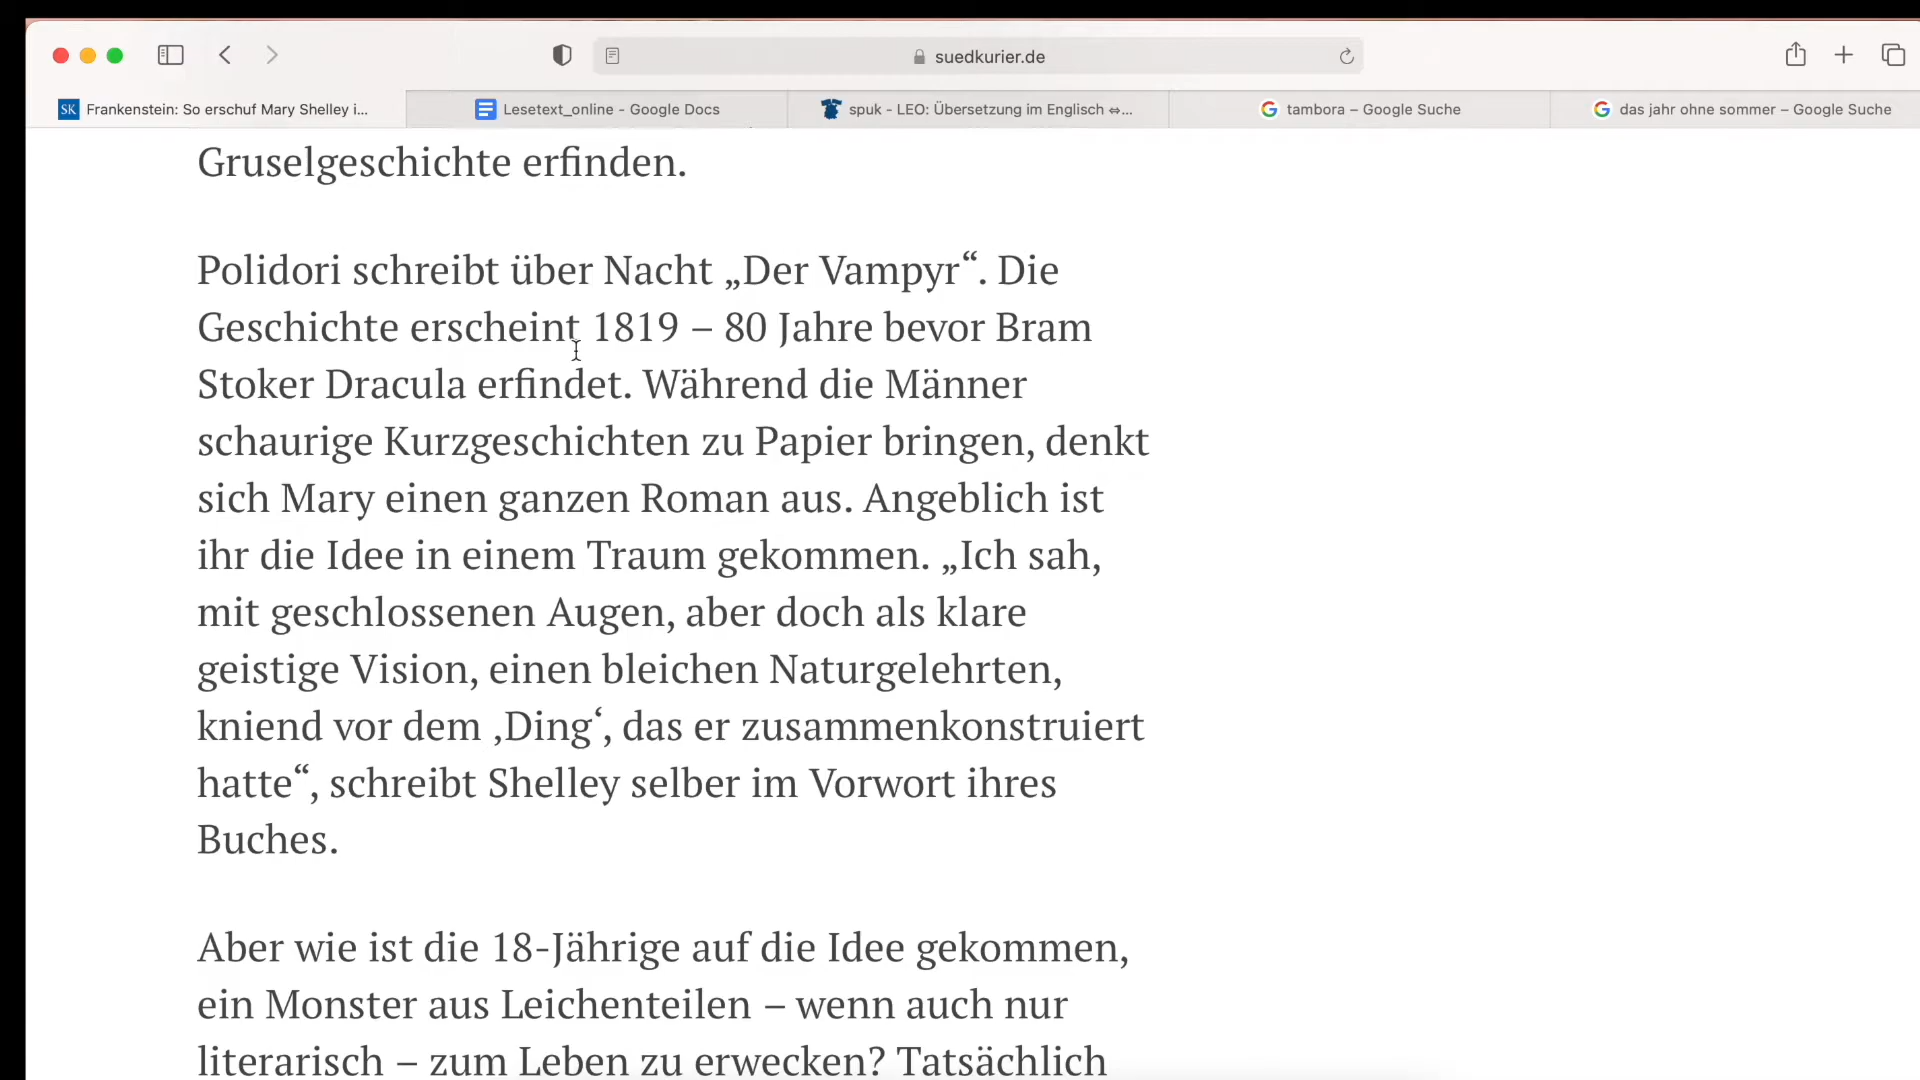 suedkurier.de
Frankenstein: So erschuf Mary Shelley i...
Lesetext_online - Google Docs
spuk - LEO: Übersetzung im Englisch ⇔...
tambora – Google Suche
das jahr ohne sommer – Google Suche
SK
Gruselgeschichte erfinden.
Polidori schreibt über Nacht „Der Vampyr“. Die
Geschichte erscheint 1819 – 80 Jahre bevor Bram
Stoker Dracula erfindet. Während die Männer
schaurige Kurzgeschichten zu Papier bringen, denkt
sich Mary einen ganzen Roman aus. Angeblich ist
ihr die Idee in einem Traum gekommen. „Ich sah,
mit geschlossenen Augen, aber doch als klare
geistige Vision, einen bleichen Naturgelehrten,
kniend vor dem ‚Ding‘, das er zusammenkonstruiert
hatte“, schreibt Shelley selber im Vorwort ihres
Buches.
Aber wie ist die 18-Jährige auf die Idee gekommen,
ein Monster aus Leichenteilen – wenn auch nur
literarisch – zum Leben zu erwecken? Tatsächlich